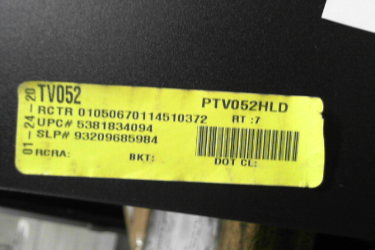 01-24-20
TV052 PTV052HLD
RCTR 01050670114510372 RT :7
UPC# 5381834094
SLP# 93209685984
RCRA: BKT: DOT CL: